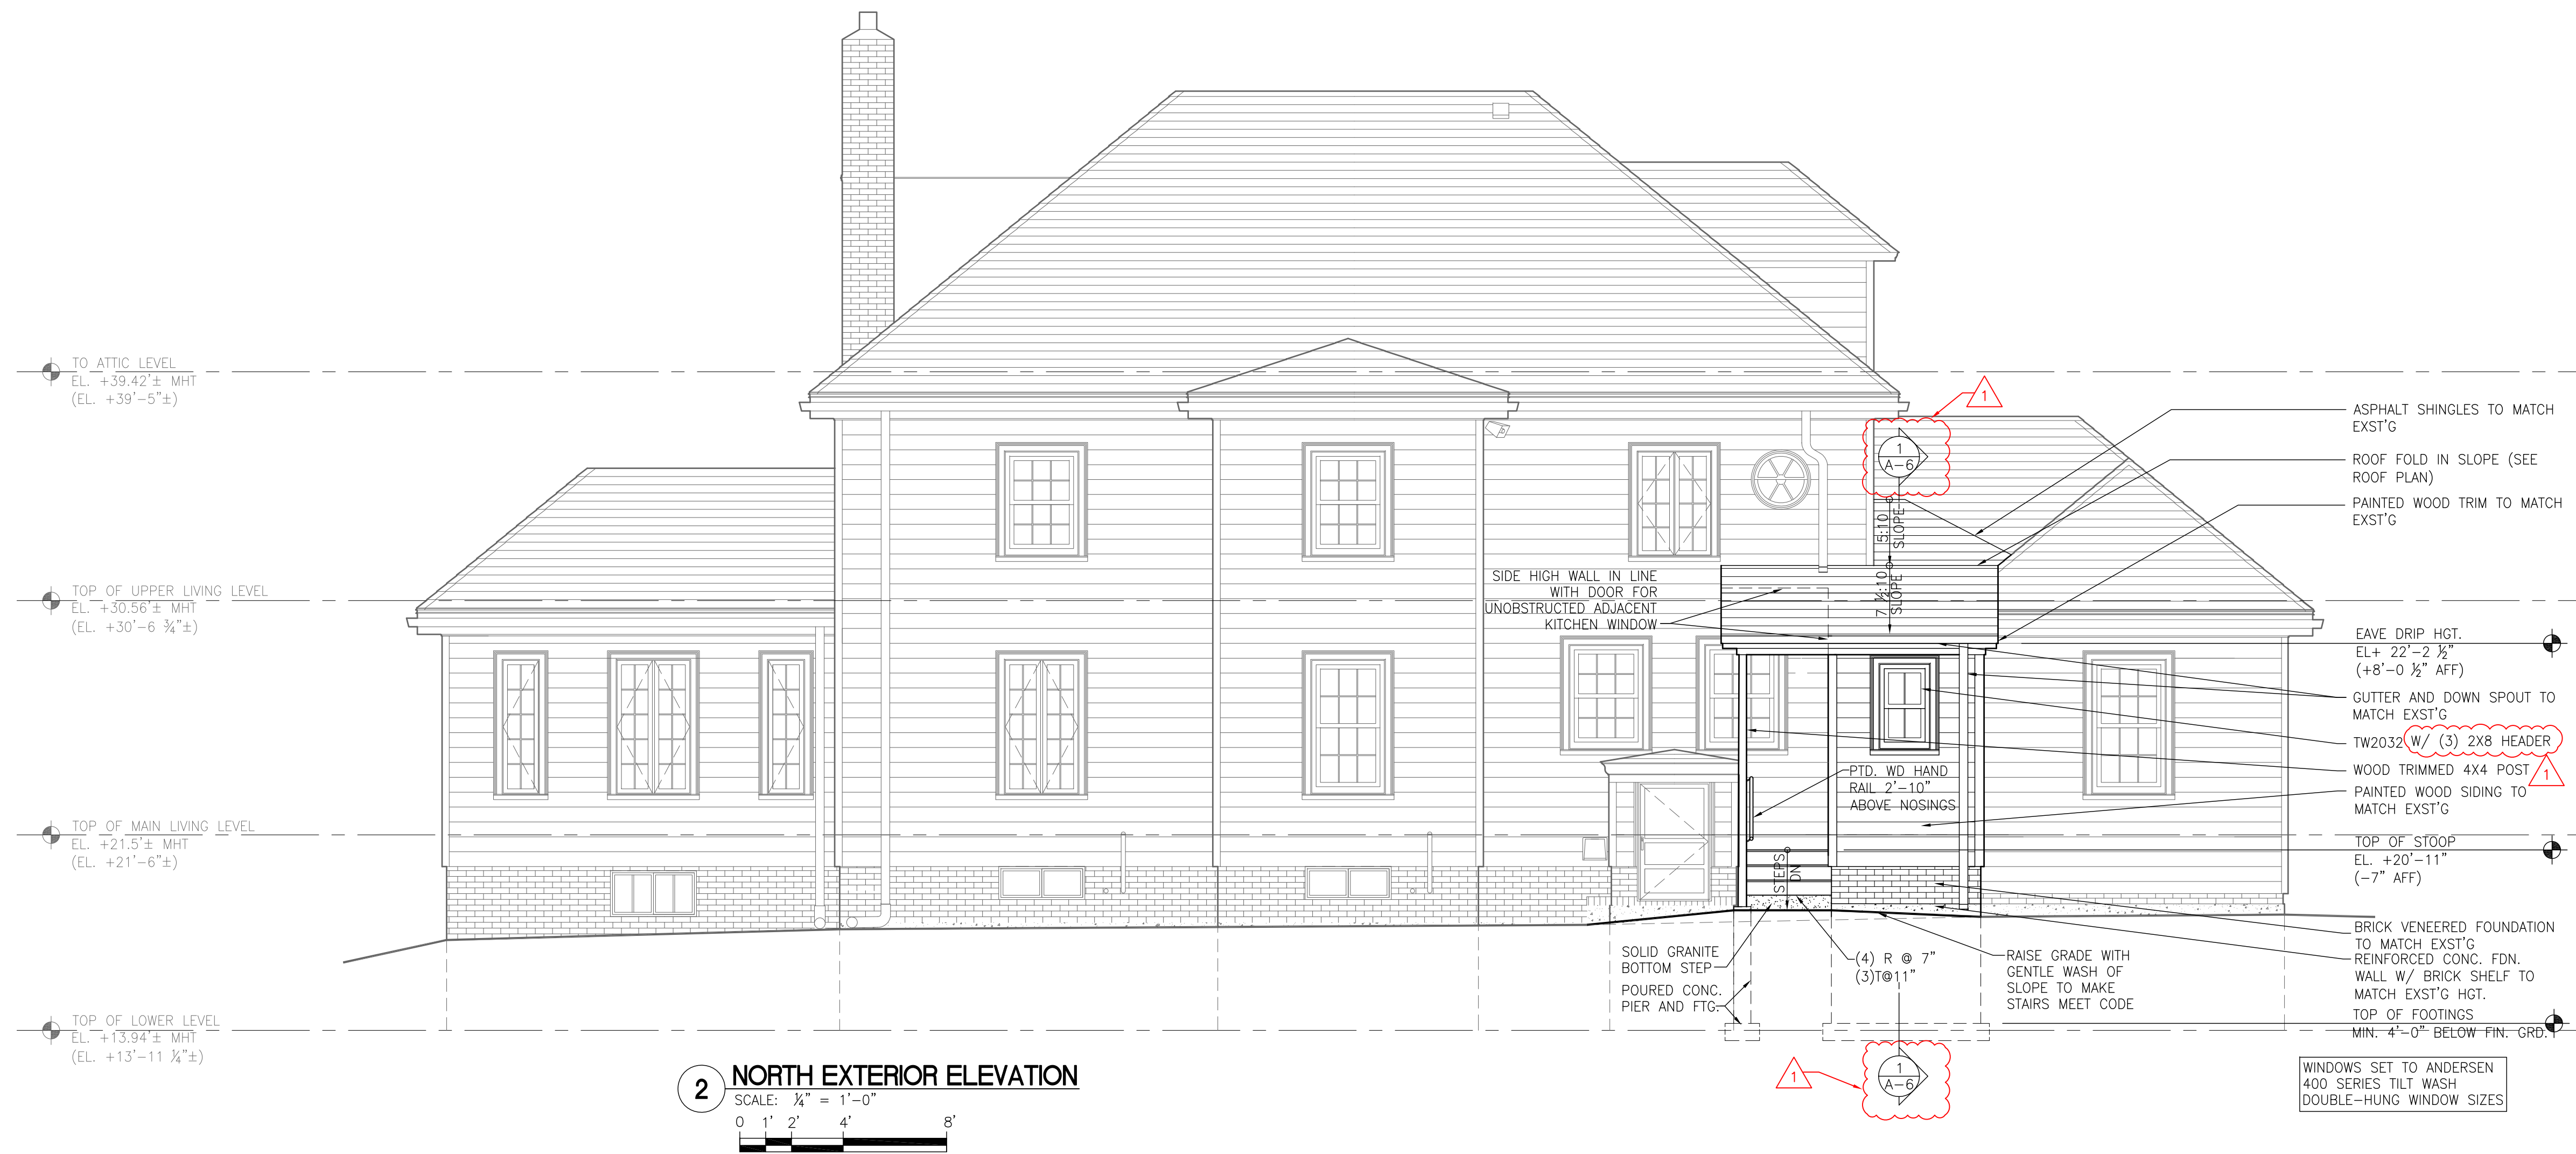 TO ATTIC LEVEL
EL. +39.42'± MHT
(EL. +39'-5"±)
TOP OF UPPER LIVING LEVEL
EL. +30.56'± MHT
(EL. +30'-6 ¾"±)
TOP OF MAIN LIVING LEVEL
EL. +21.5'± MHT
(EL. +21'-6"±)
TOP OF LOWER LEVEL
EL. +13.94'± MHT
(EL. +13'-11 ¼"±)
1
1
A-6
5:10
SLOPE
7 ½:10
SLOPE
SIDE HIGH WALL IN LINE
WITH DOOR FOR
UNOBSTRUCTED ADJACENT
KITCHEN WINDOW
PTD. WD HAND
RAIL 2'-10"
ABOVE NOSINGS
STEPS
DN
SOLID GRANITE
BOTTOM STEP
POURED CONC.
PIER AND FTG.
(4) R @ 7"
(3)T@11"
RAISE GRADE WITH
GENTLE WASH OF
SLOPE TO MAKE
STAIRS MEET CODE
1
1
A-6
ASPHALT SHINGLES TO MATCH
EXST'G
ROOF FOLD IN SLOPE (SEE
ROOF PLAN)
PAINTED WOOD TRIM TO MATCH
EXST'G
EAVE DRIP HGT.
EL+ 22'-2 ½"
(+8'-0 ½" AFF)
GUTTER AND DOWN SPOUT TO
MATCH EXST'G
TW2032 W/ (3) 2X8 HEADER
WOOD TRIMMED 4X4 POST
1
PAINTED WOOD SIDING TO
MATCH EXST'G
TOP OF STOOP
EL. +20'-11"
(-7" AFF)
BRICK VENEERED FOUNDATION
TO MATCH EXST'G
REINFORCED CONC. FDN.
WALL W/ BRICK SHELF TO
MATCH EXST'G HGT.
TOP OF FOOTINGS
MIN. 4'-0" BELOW FIN. GRD.
WINDOWS SET TO ANDERSEN
400 SERIES TILT WASH
DOUBLE-HUNG WINDOW SIZES
2 NORTH EXTERIOR ELEVATION
SCALE: ¼" = 1'-0"
0 1' 2' 4' 8'